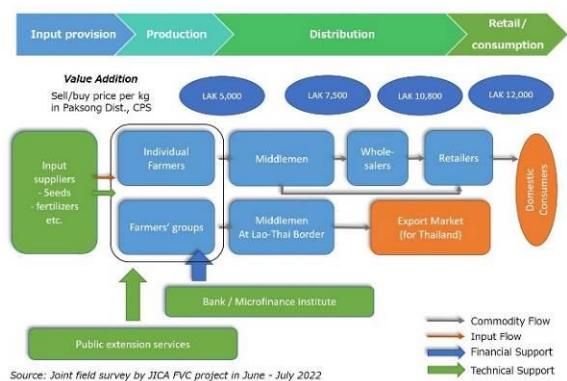 Input provision
Production
Distribution
Retail/
consumption
Value Addition
Sell/buy price per kg
in Paksong Dist., CPS
LAK 5,000
LAK 7,500
LAK 10,800
LAK 12,000
Input
suppliers
- Seeds
- fertilizers
etc.
Individual
Farmers
Middlemen
Whole-
salers
Retailers
Domestic
Consumers
Farmers' groups
Middlemen
At Lao-Thai Border
Export Market
(for Thailand)
Bank / Microfinance institute
Public extension services
Commodity Flow
Input Flow
Financial Support
Technical Support
Source: Joint field survey by JICA FVC project in June - July 2022